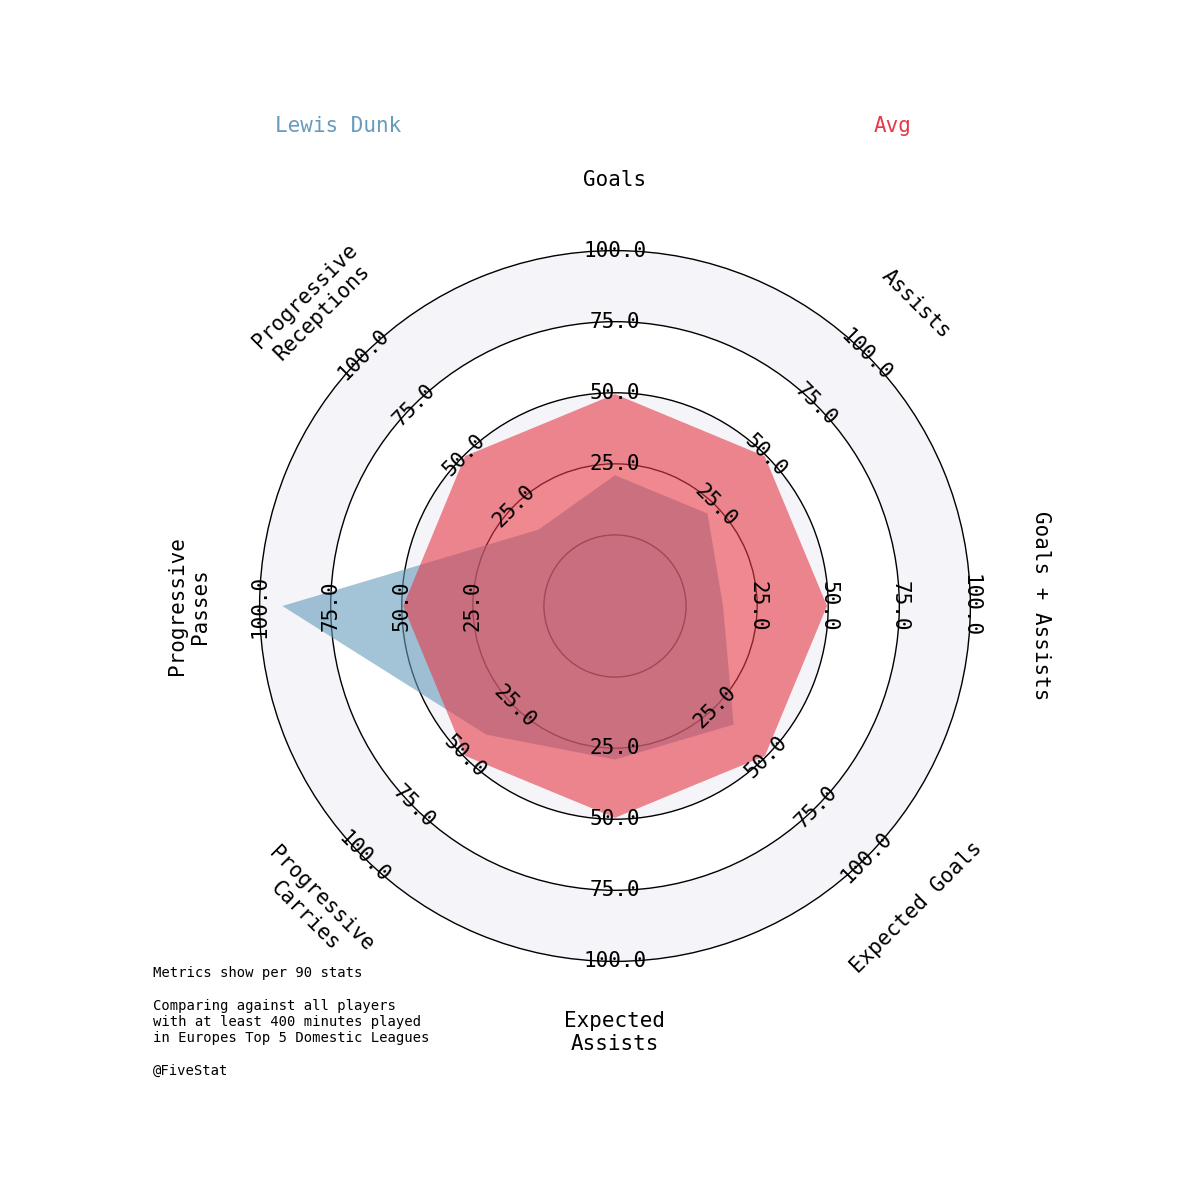 Lewis Dunk
Avg
Goals
Assists
Goals + Assists
Expected Goals
Expected
Assists
Progressive
Carries
Progressive
Passes
Progressive
Receptions
25.0
50.0
75.0
100.0
25.0
50.0
75.0
100.0
25.0
50.0
75.0
100.0
25.0
50.0
75.0
100.0
25.0
50.0
75.0
100.0
25.0
50.0
75.0
100.0
25.0
50.0
75.0
100.0
25.0
50.0
75.0
100.0
Metrics show per 90 stats
Comparing against all players
with at least 400 minutes played
in Europes Top 5 Domestic Leagues
@FiveStat